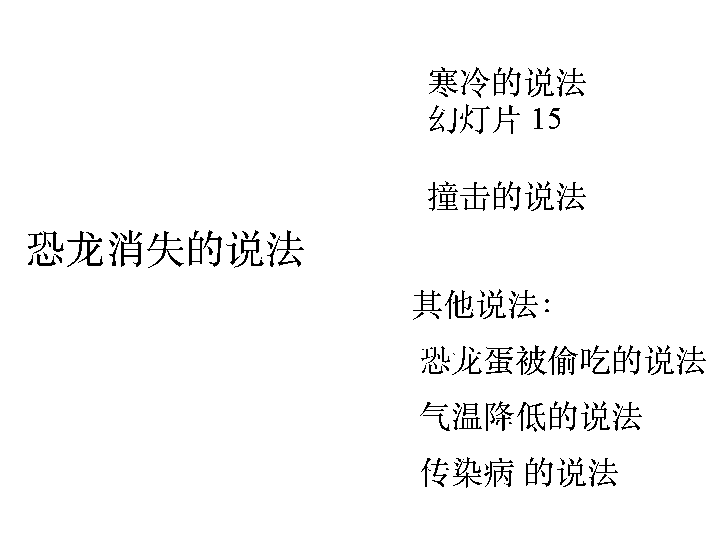 寒冷的说法
幻灯片 15
撞击的说法
恐龙消失的说法
其他说法：
恐龙蛋被偷吃的说法
气温降低的说法
传染病 的说法